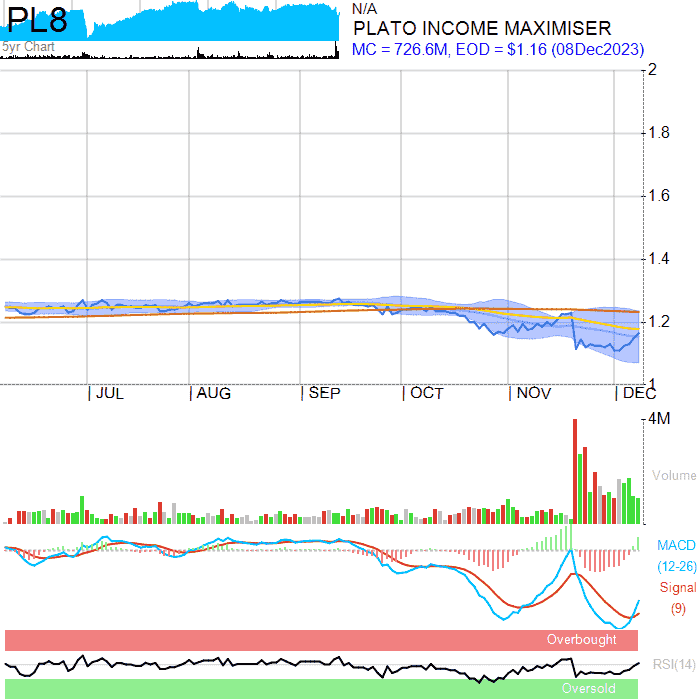 PL8
5yr Chart
N/A
PLATO INCOME MAXIMISER
MC = 726.6M, EOD = $1.16 (08Dec2023)
2
1.8
1.6
1.4
1.2
1
JUL
AUG
SEP
OCT
NOV
DEC
4M
Volume
MACD
(12-26)
Signal
(9)
Overbought
RSI(14)
Oversold